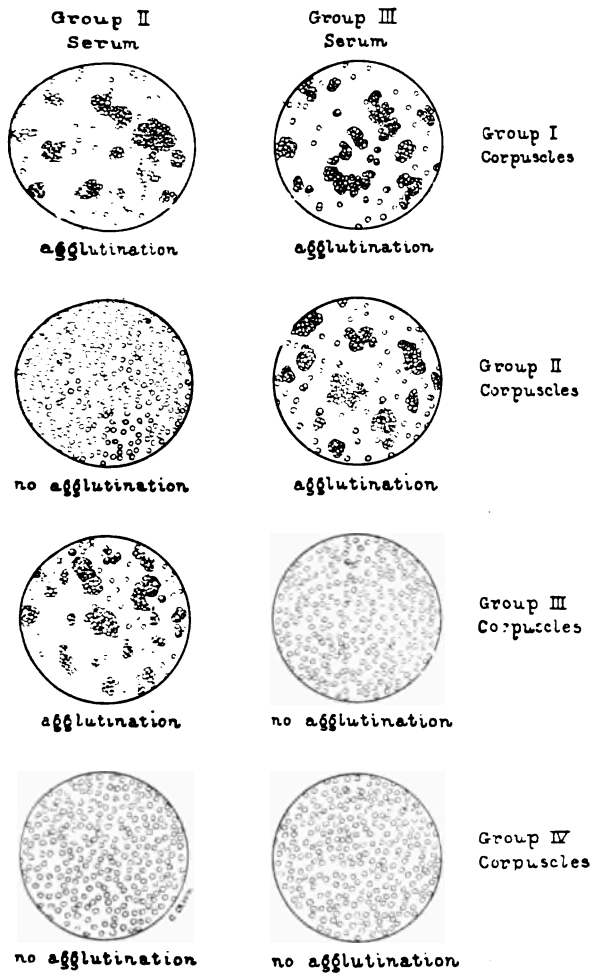 Group II
Serum
Group III
Serum
Group I
Corpuscles
agglutination
agglutination
Group II
Corpuscles
no agglutination
agglutination
Group III
Corpuscles
agglutination
no agglutination
Group IV
Corpuscles
no agglutination
no agglutination